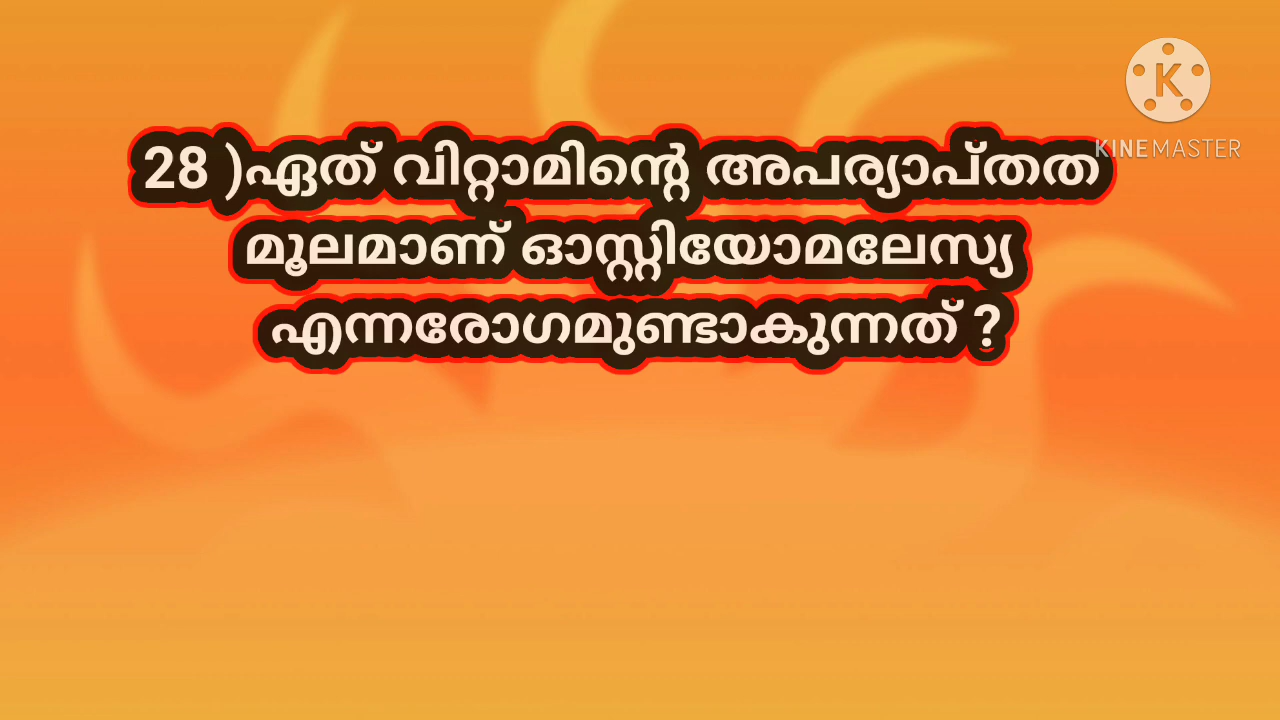 KINEMASTER
28 )ഏത് വിറ്റാമിന്റെ അപര്യാപ്തത
മൂലമാണ് ഓസ്റ്റിയോമലേസ്യ
എന്നരോഗമുണ്ടാകുന്നത് ?